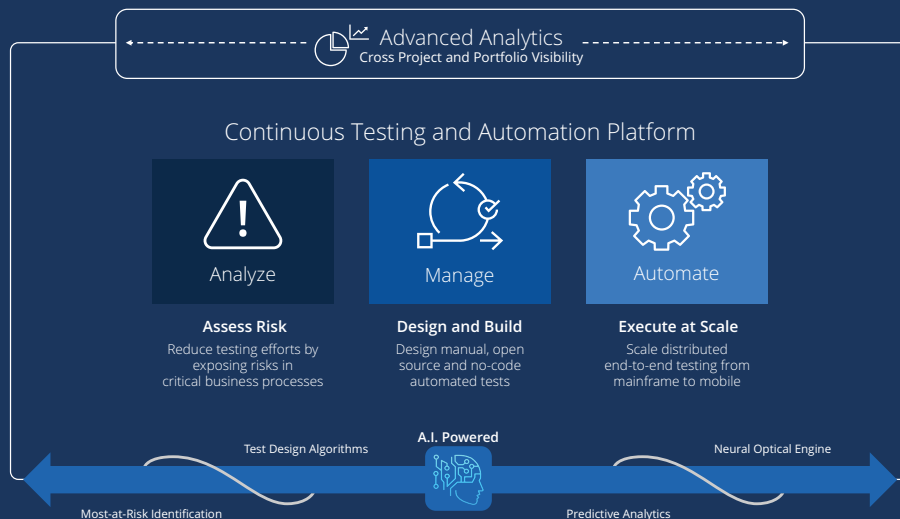 Advanced Analytics
Cross Project and Portfolio Visibility
Continuous Testing and Automation Platform
Analyze
Manage
Automate
Assess Risk
Reduce testing efforts by
exposing risks in
critical business processes
Design and Build
Design manual, open
source and no-code
automated tests
Execute at Scale
Scale distributed
end-to-end testing from
mainframe to mobile
A.I. Powered
Test Design Algorithms
Neural Optical Engine
Most-at-Risk Identification
Predictive Analytics